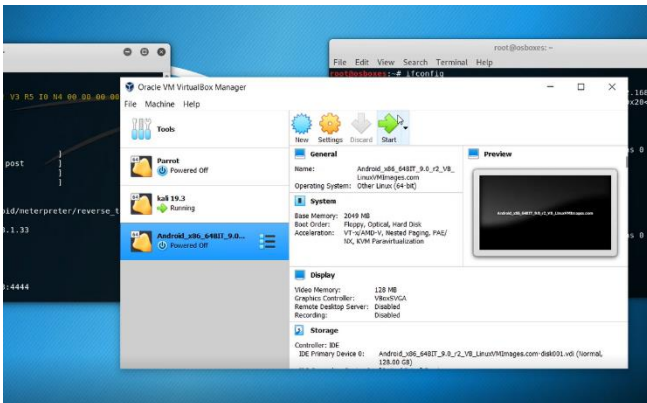 root@osboxes: ~
File Edit View Search Terminal Help
root@osboxes:~# ifconfig
V3 R5 I0 N4 00 00 00 00
post ]
]
]
/meterpreter/reverse_t
.1.33
:4444
Oracle VM VirtualBox Manager
File Machine Help
Tools
Parrot
Powered Off
kali 19.3
Running
Android_x86_64BIT_9.0...
Powered Off
New Settings Discard Start
General
Name: Android_x86_64BIT_9.0_r2_VB_
LinuxVMImages.com
Operating System: Other Linux (64-bit)
System
Base Memory: 2049 MB
Boot Order: Floppy, Optical, Hard Disk
Acceleration: VT-x/AMD-V, Nested Paging, PAE/
NX, KVM Paravirtualization
Preview
Android_x86_64BIT_9.0_r2_VB_LinuxVMImages.com
Display
Video Memory: 128 MB
Graphics Controller: VBoxSVGA
Remote Desktop Server: Disabled
Recording: Disabled
Storage
Controller: IDE
IDE Primary Device 0: Android_x86_64BIT_9.0_r2_VB_LinuxVMImages.com-disk001.vdi (Normal,
128.00 GB)